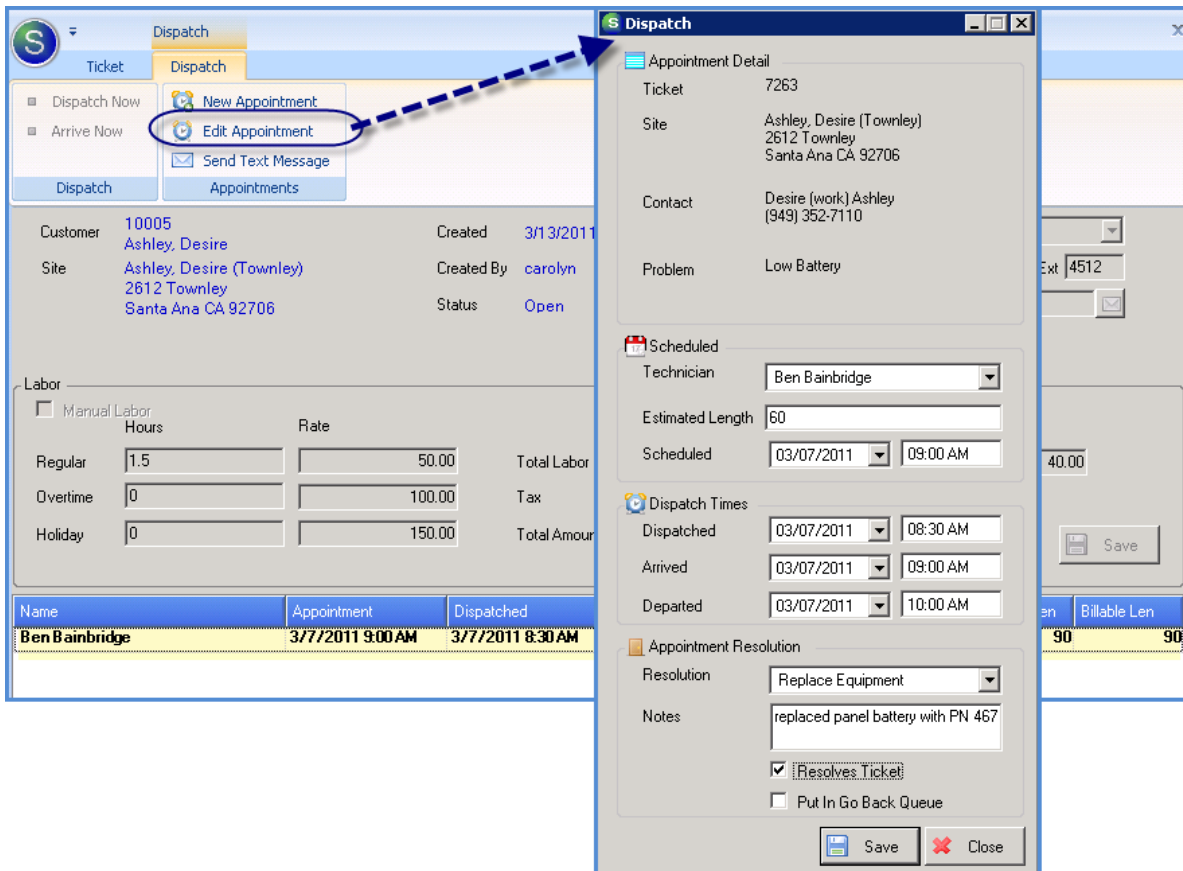 S
Dispatch
Ticket
Dispatch
Dispatch Now
Arrive Now
Dispatch
New Appointment
Edit Appointment
Send Text Message
Appointments
Customer 10005
Ashley, Desire
Site Ashley, Desire (Townley)
2612 Townley
Santa Ana CA 92706
Created 3/13/2011
Created By carolyn
Status Open
Ext 4512
Labor
Manual Labor
Hours Rate
Regular 1.5 50.00 Total Labor 40.00
Overtime 0 100.00 Tax
Holiday 0 150.00
Save
Name Appointment Dispatched Billable Len
Ben Bainbridge 3/7/2011 9:00 AM 3/7/2011 8:30 AM 90 90
S Dispatch
Appointment Detail
Ticket 7263
Site Ashley, Desire (Townley)
2612 Townley
Santa Ana CA 92706
Contact Desire (work) Ashley
(949) 352-7110
Problem Low Battery
17 Scheduled
Technician Ben Bainbridge
Estimated Length 60
Scheduled 03/07/2011 09:00 AM
Dispatch Times
Dispatched 03/07/2011 08:30 AM
Arrived 03/07/2011 09:00 AM
Departed 03/07/2011 10:00 AM
Appointment Resolution
Resolution Replace Equipment
Notes replaced panel battery with PN 467
Resolves Ticket
Put In Go Back Queue
Save Close